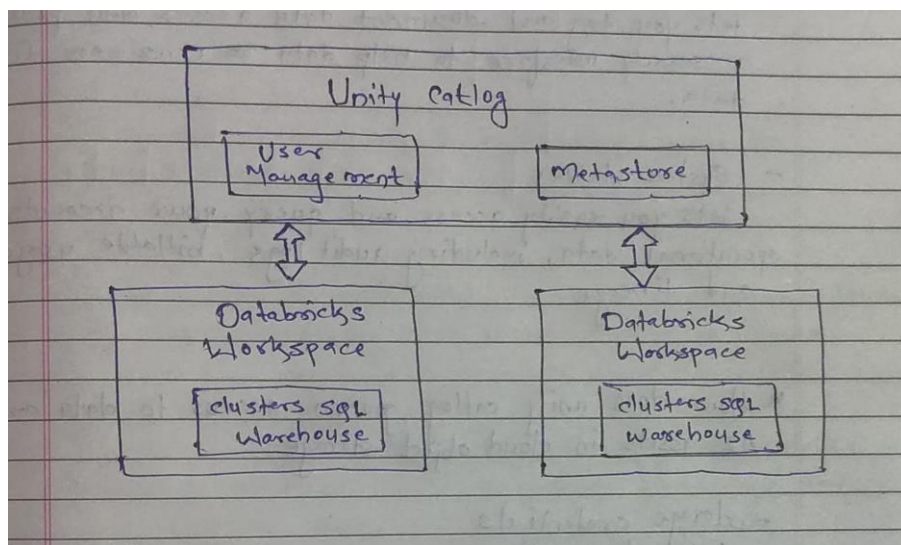 Unity Catlog
User
Management
Metastore
Databricks
Workspace
clusters SQL
Warehouse
Databricks
Workspace
clusters SQL
Warehouse